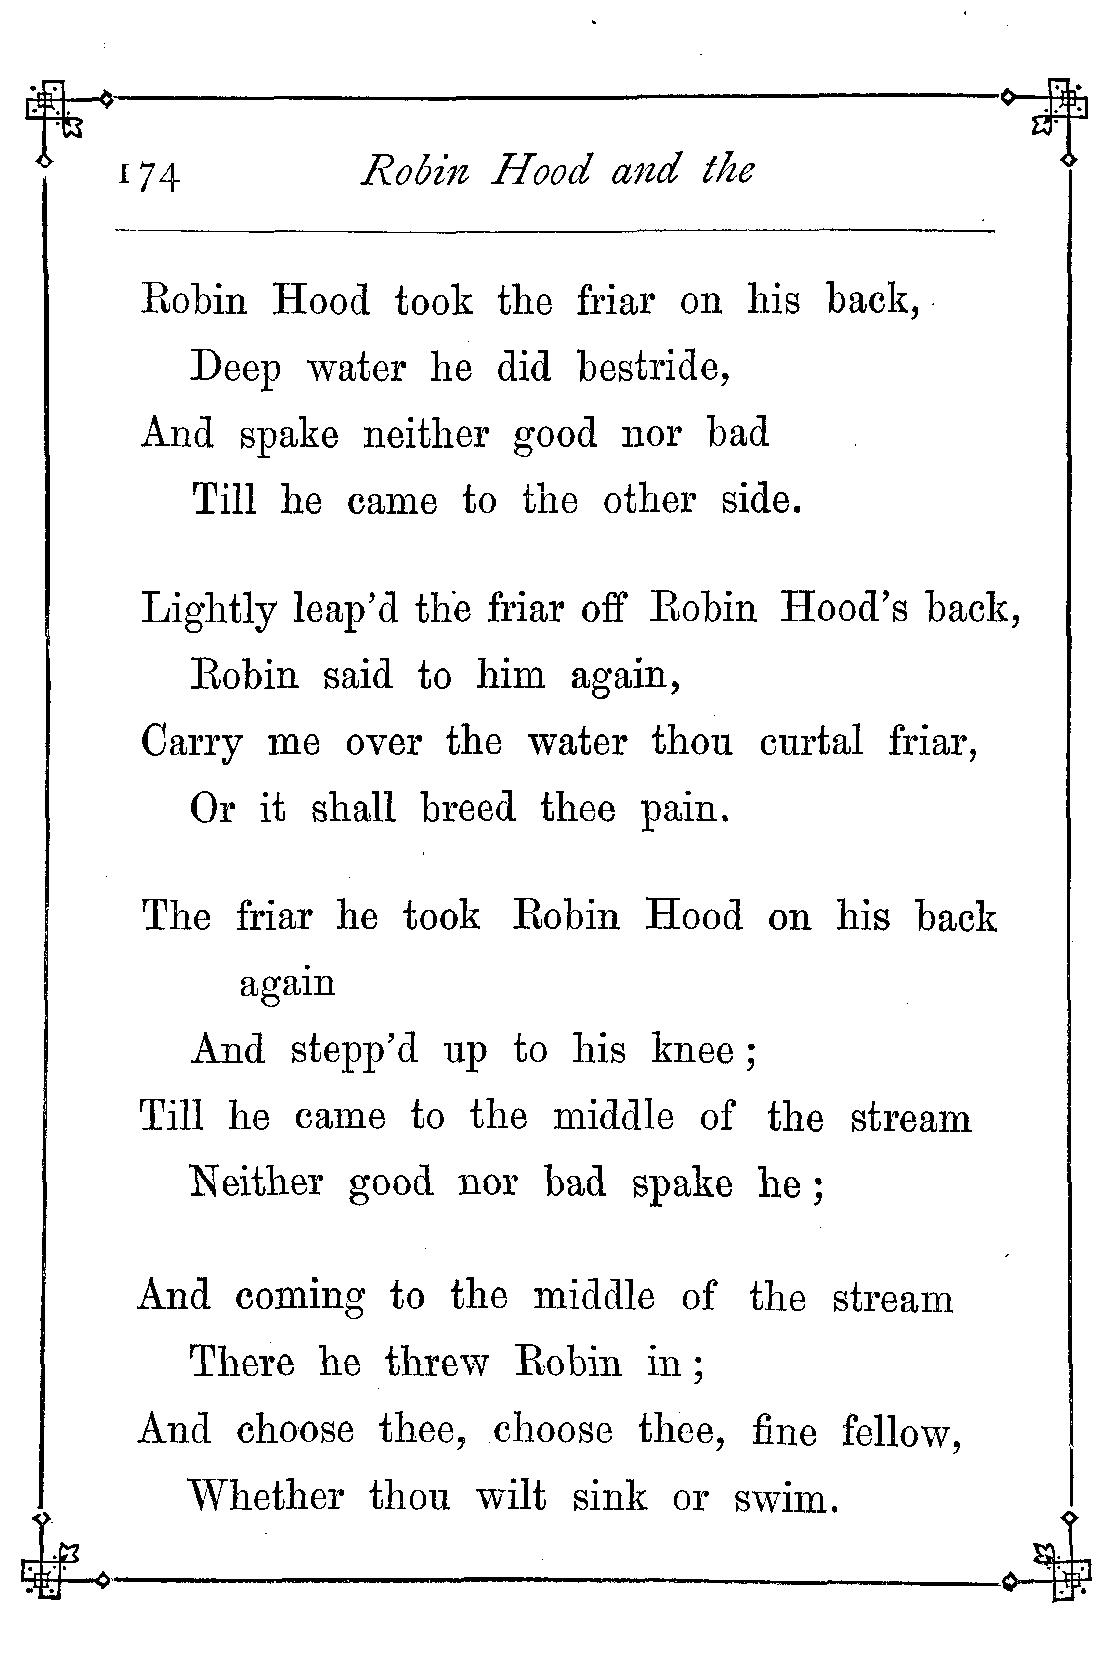 174 Robin Hood and the
Robin Hood took the friar on his back,
Deep water he did bestride,
And spake neither good nor bad
Till he came to the other side.
Lightly leap’d the friar off Robin Hood’s back,
Robin said to him again,
Carry me over the water thou curtal friar,
Or it shall breed thee pain.
The friar he took Robin Hood on his back
again
And stepp’d up to his knee ;
Till he came to the middle of the stream
Neither good nor bad spake he ;
And coming to the middle of the stream
There he threw Robin in ;
And choose thee, choose thee, fine fellow,
Whether thou wilt sink or swim.